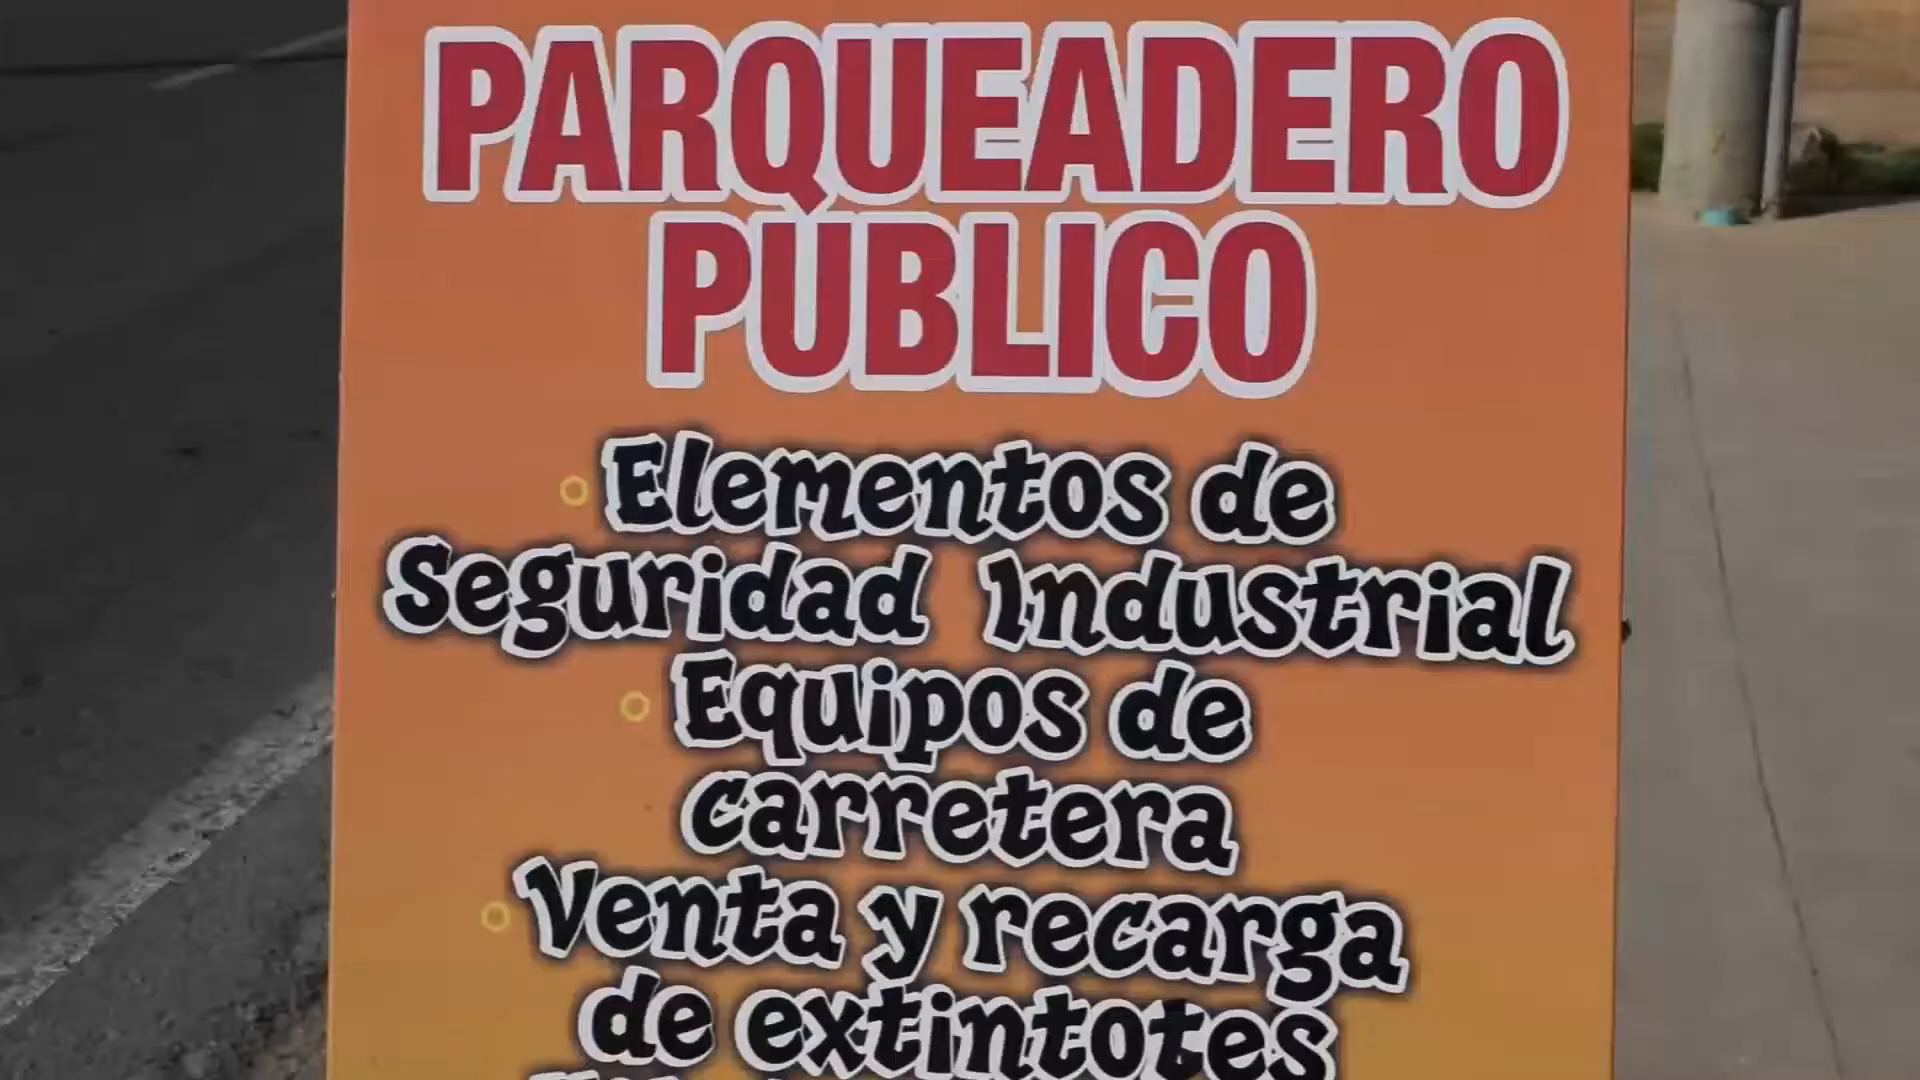 PARQUEADERO
PUBLICO
Elementos de
Seguridad Industrial
Equipos de
carretera
Venta y recarga
de extintotes